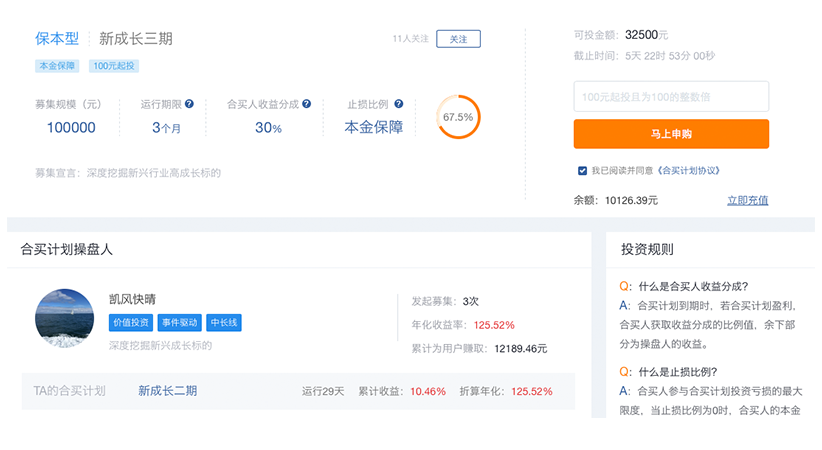 保本型 新成长三期
11人关注 关注
本金保障 100元起投
募集规模（元） 运行期限 ? 合买人收益分成 ? 止损比例 ?
100000 3个月 30% 本金保障
67.5%
募集宣言：深度挖掘新兴行业高成长标的
可投金额：32500元
截止时间：5天 22时 53分 00秒
100元起投且为100的整数倍
马上申购
我已阅读并同意《合买计划协议》
余额：10126.39元 立即充值
合买计划操盘人
凯风快晴
价值投资 事件驱动 中长线
深度挖掘新兴成长标的
发起募集：3次
年化收益率：125.52%
累计为用户赚取：12189.46元
TA的合买计划 新成长二期 运行29天 累计收益：10.46% 折算年化：125.52%
投资规则
Q：什么是合买人收益分成?
A：合买计划到期时，若合买计划盈利，
合买人获取收益分成的比例值，余下部
分为操盘人的收益。
Q：什么是止损比例?
A：合买人参与合买计划投资亏损的最大
限度，当止损比例为0时，合买人的本金